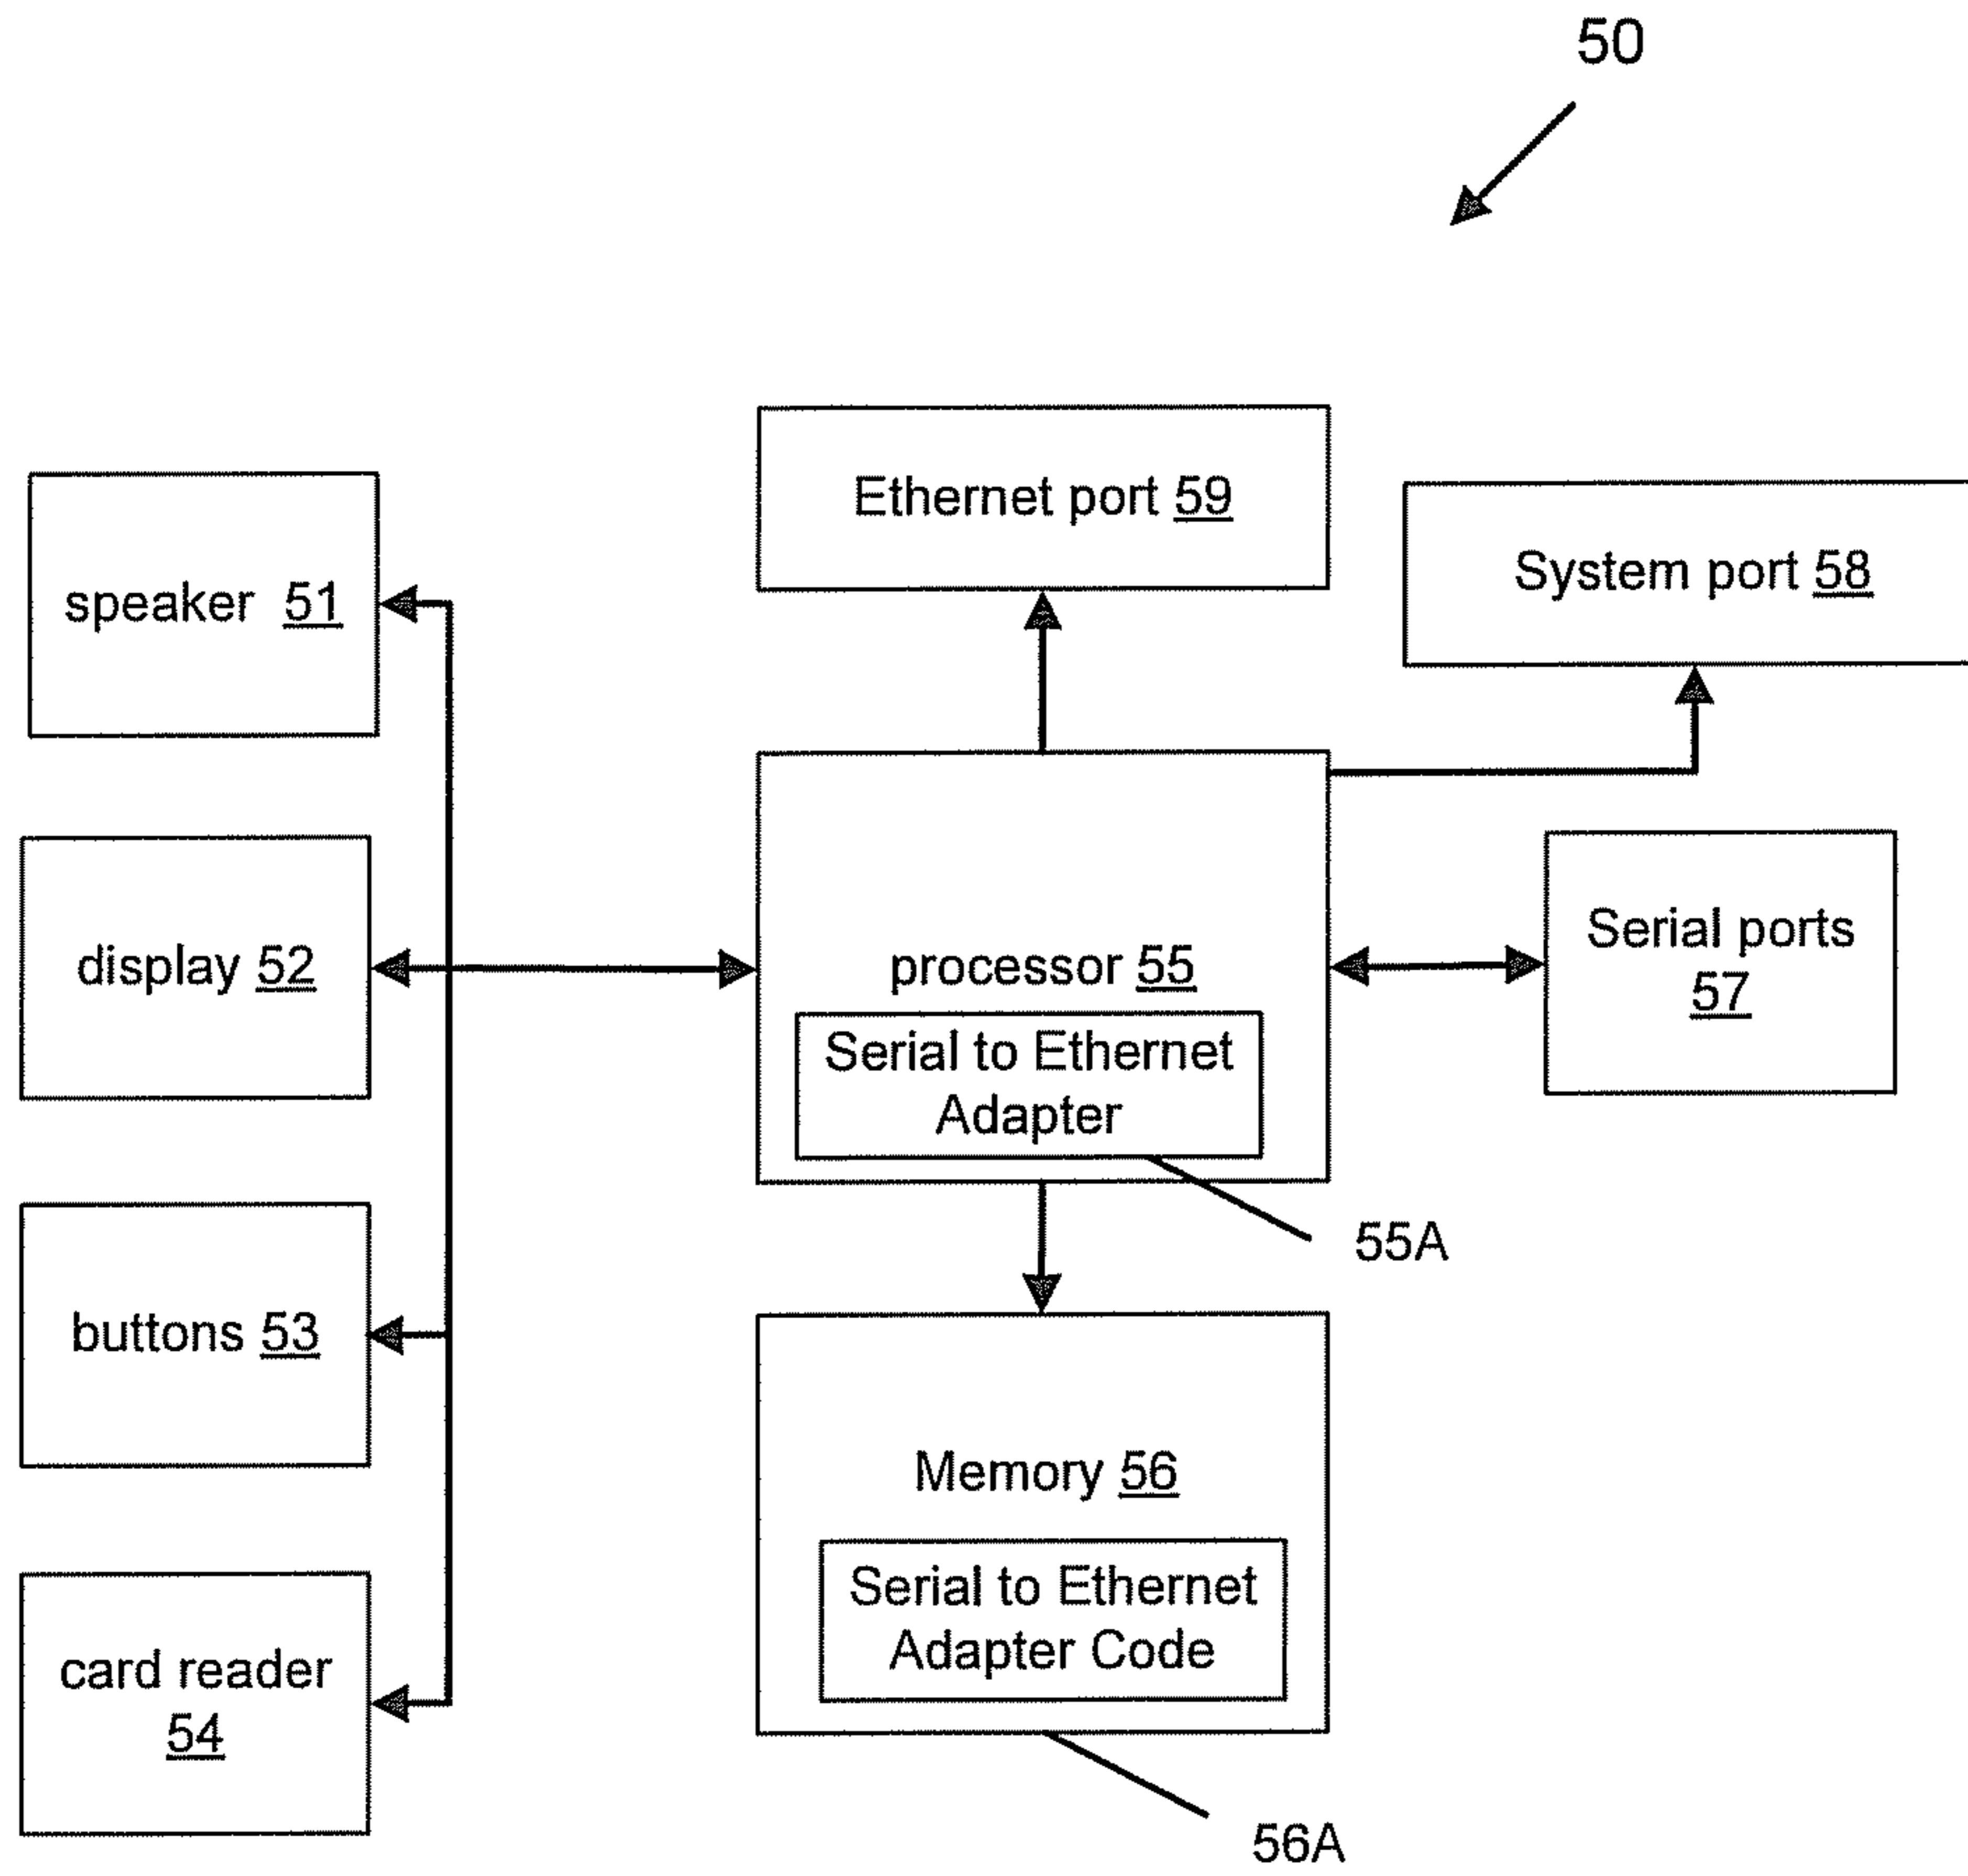 50
Ethernet port 59
System port 58
speaker 51
display 52
processor 55
Serial to Ethernet
Adapter
Serial ports
57
55A
buttons 53
Memory 56
Serial to Ethernet
Adapter Code
card reader
54
56A